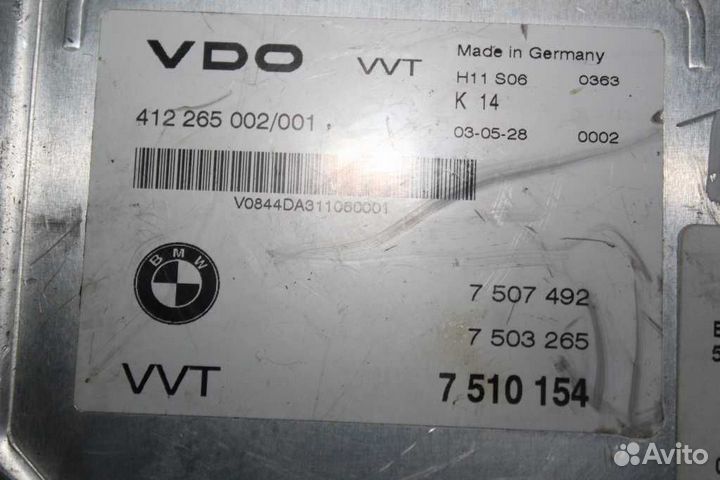 VDO VVT Made in Germany
H11 S06 0363
K 14
412 265 002/001
03-05-28 0002
V0844DA311060001
BMW
7 507 492
7 503 265
VVT 7 510 154
Avito